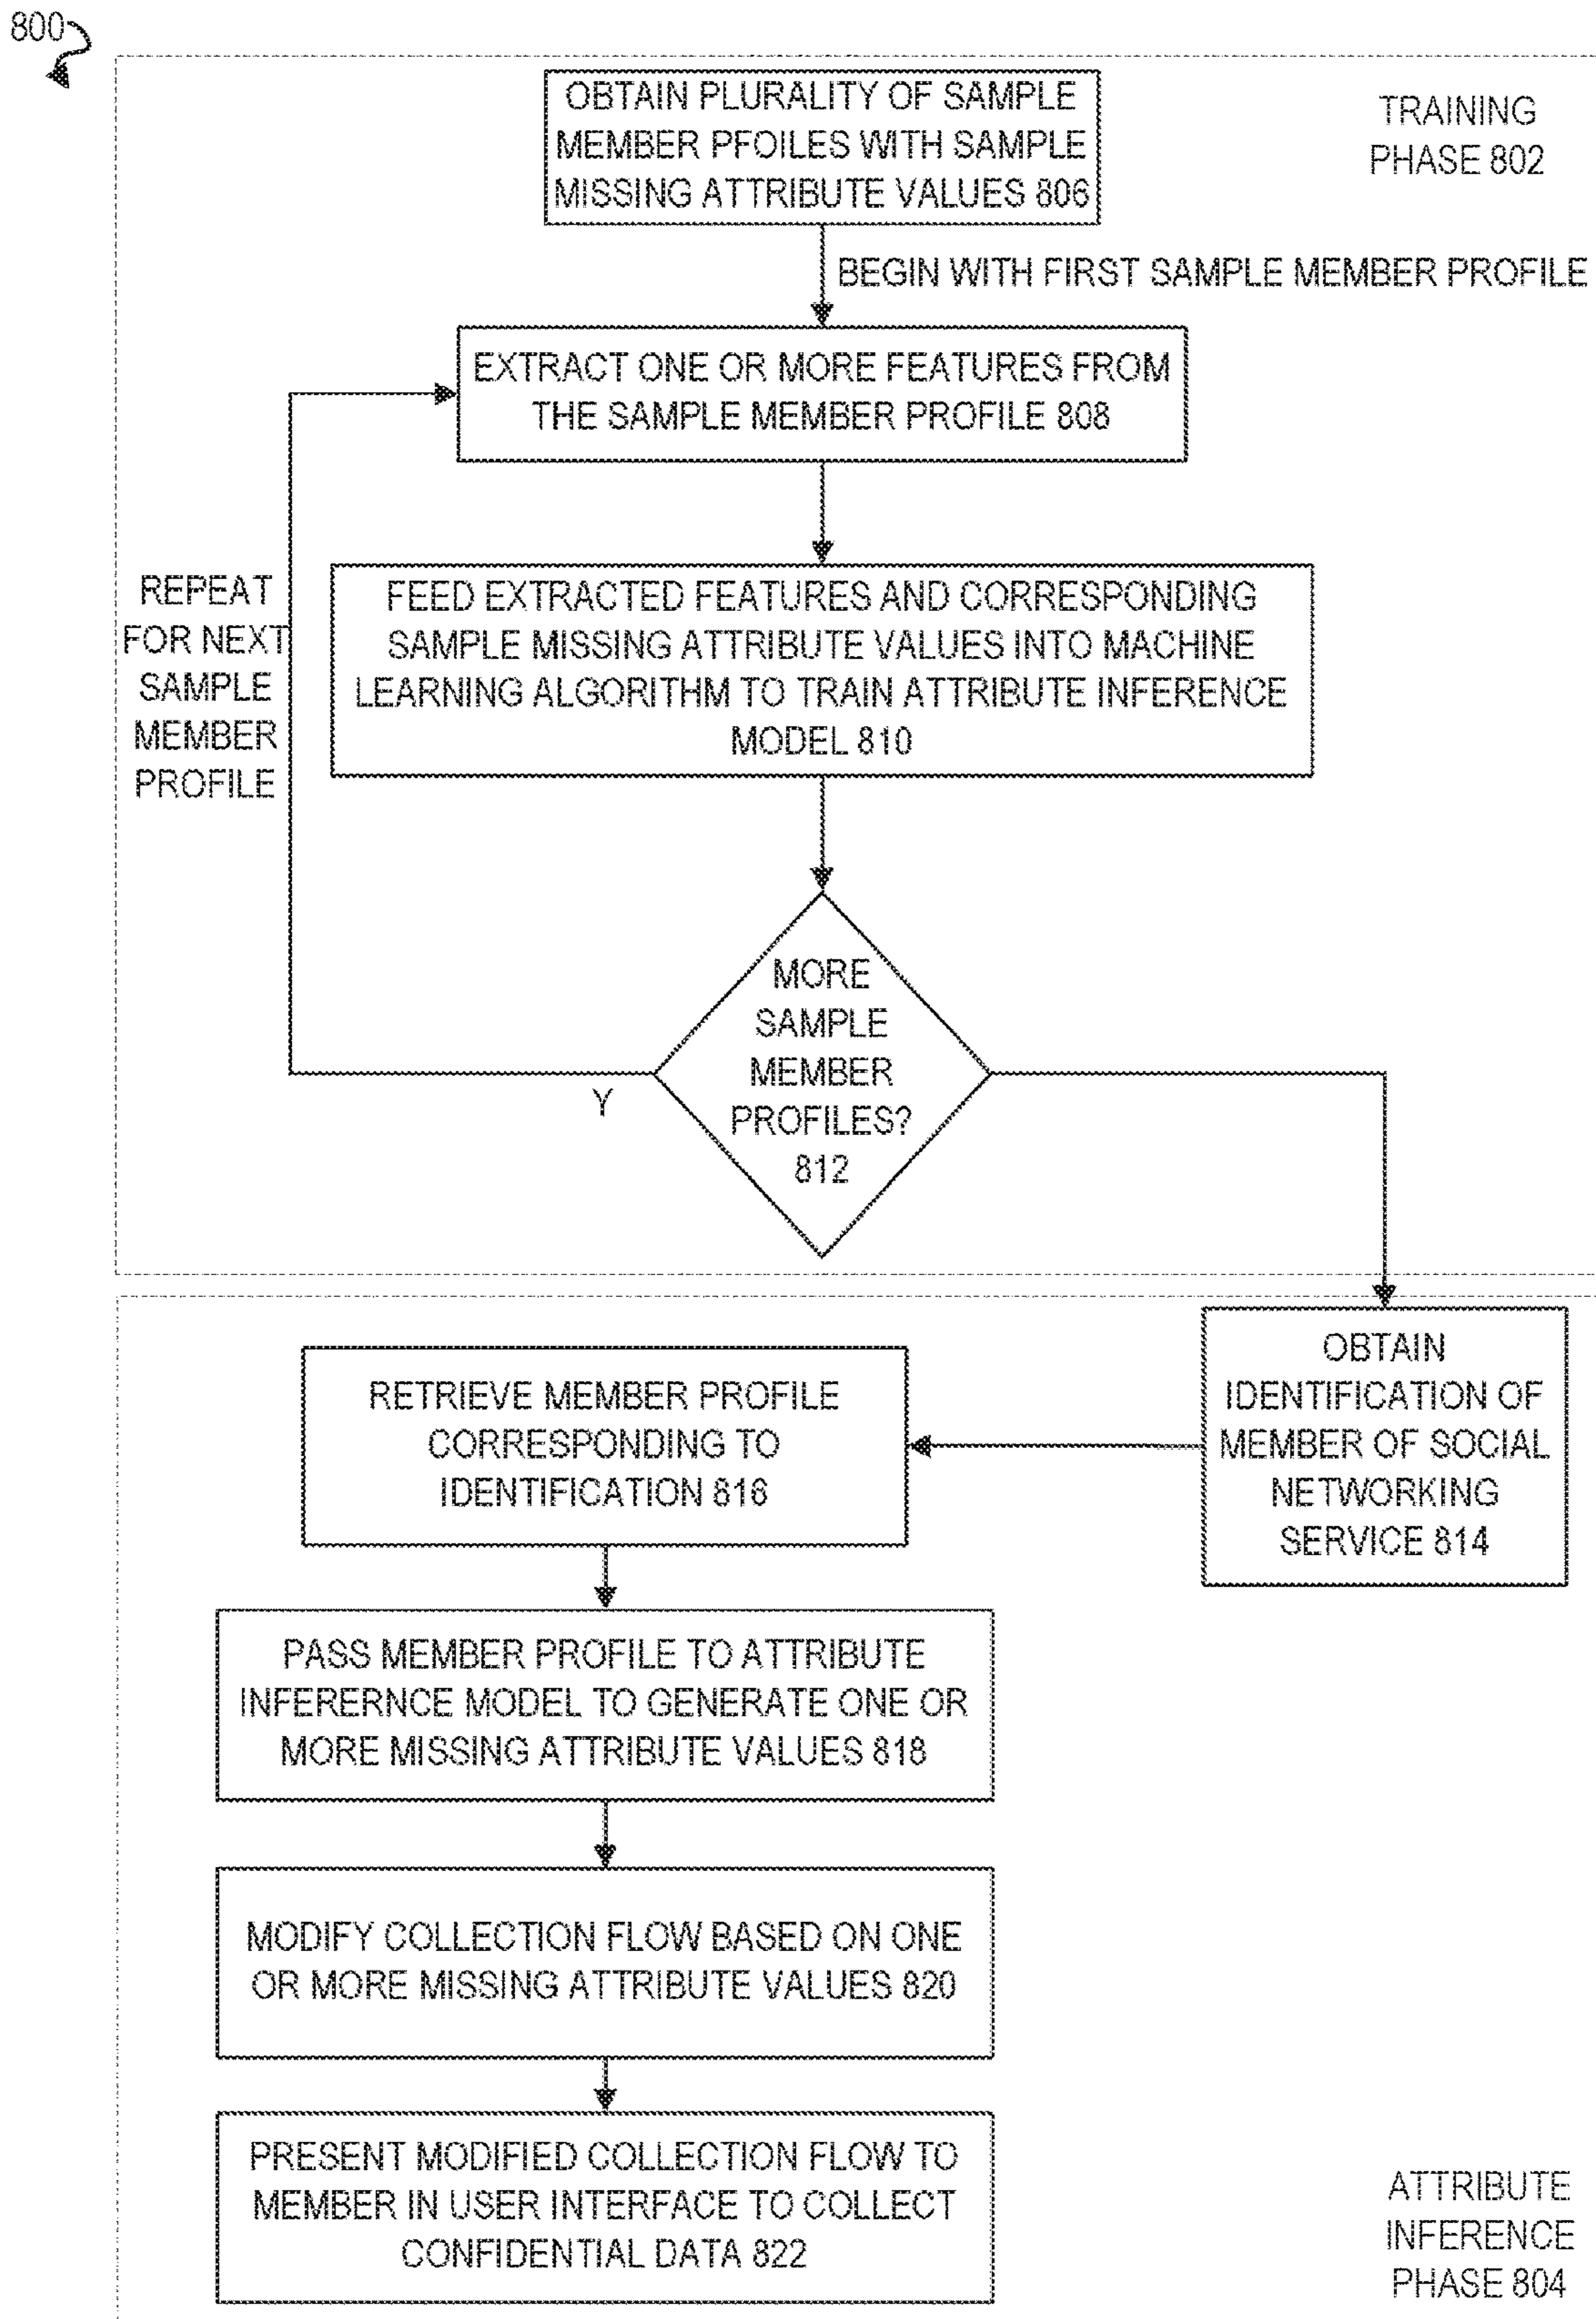 800
TRAINING
PHASE 802
OBTAIN PLURALITY OF SAMPLE
MEMBER PFOILES WITH SAMPLE
MISSING ATTRIBUTE VALUES 806
BEGIN WITH FIRST SAMPLE MEMBER PROFILE
EXTRACT ONE OR MORE FEATURES FROM
THE SAMPLE MEMBER PROFILE 808
REPEAT
FOR NEXT
SAMPLE
MEMBER
PROFILE
FEED EXTRACTED FEATURES AND CORRESPONDING
SAMPLE MISSING ATTRIBUTE VALUES INTO MACHINE
LEARNING ALGORITHM TO TRAIN ATTRIBUTE INFERENCE
MODEL 810
MORE
SAMPLE
MEMBER
PROFILES?
812
Y
OBTAIN
IDENTIFICATION OF
MEMBER OF SOCIAL
NETWORKING
SERVICE 814
RETRIEVE MEMBER PROFILE
CORRESPONDING TO
IDENTIFICATION 816
PASS MEMBER PROFILE TO ATTRIBUTE
INFERERNCE MODEL TO GENERATE ONE OR
MORE MISSING ATTRIBUTE VALUES 818
MODIFY COLLECTION FLOW BASED ON ONE
OR MORE MISSING ATTRIBUTE VALUES 820
PRESENT MODIFIED COLLECTION FLOW TO
MEMBER IN USER INTERFACE TO COLLECT
CONFIDENTIAL DATA 822
ATTRIBUTE
INFERENCE
PHASE 804